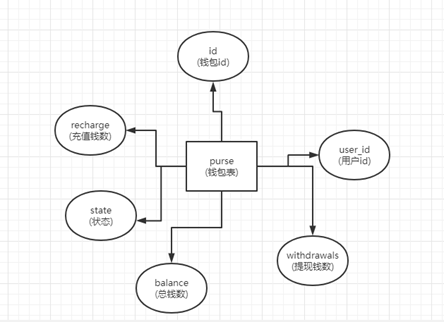 id
(钱包id)
recharge
(充值钱数)
purse
(钱包表)
user_id
(用户id)
state
(状态)
withdrawals
(提现钱数)
balance
(总钱数)